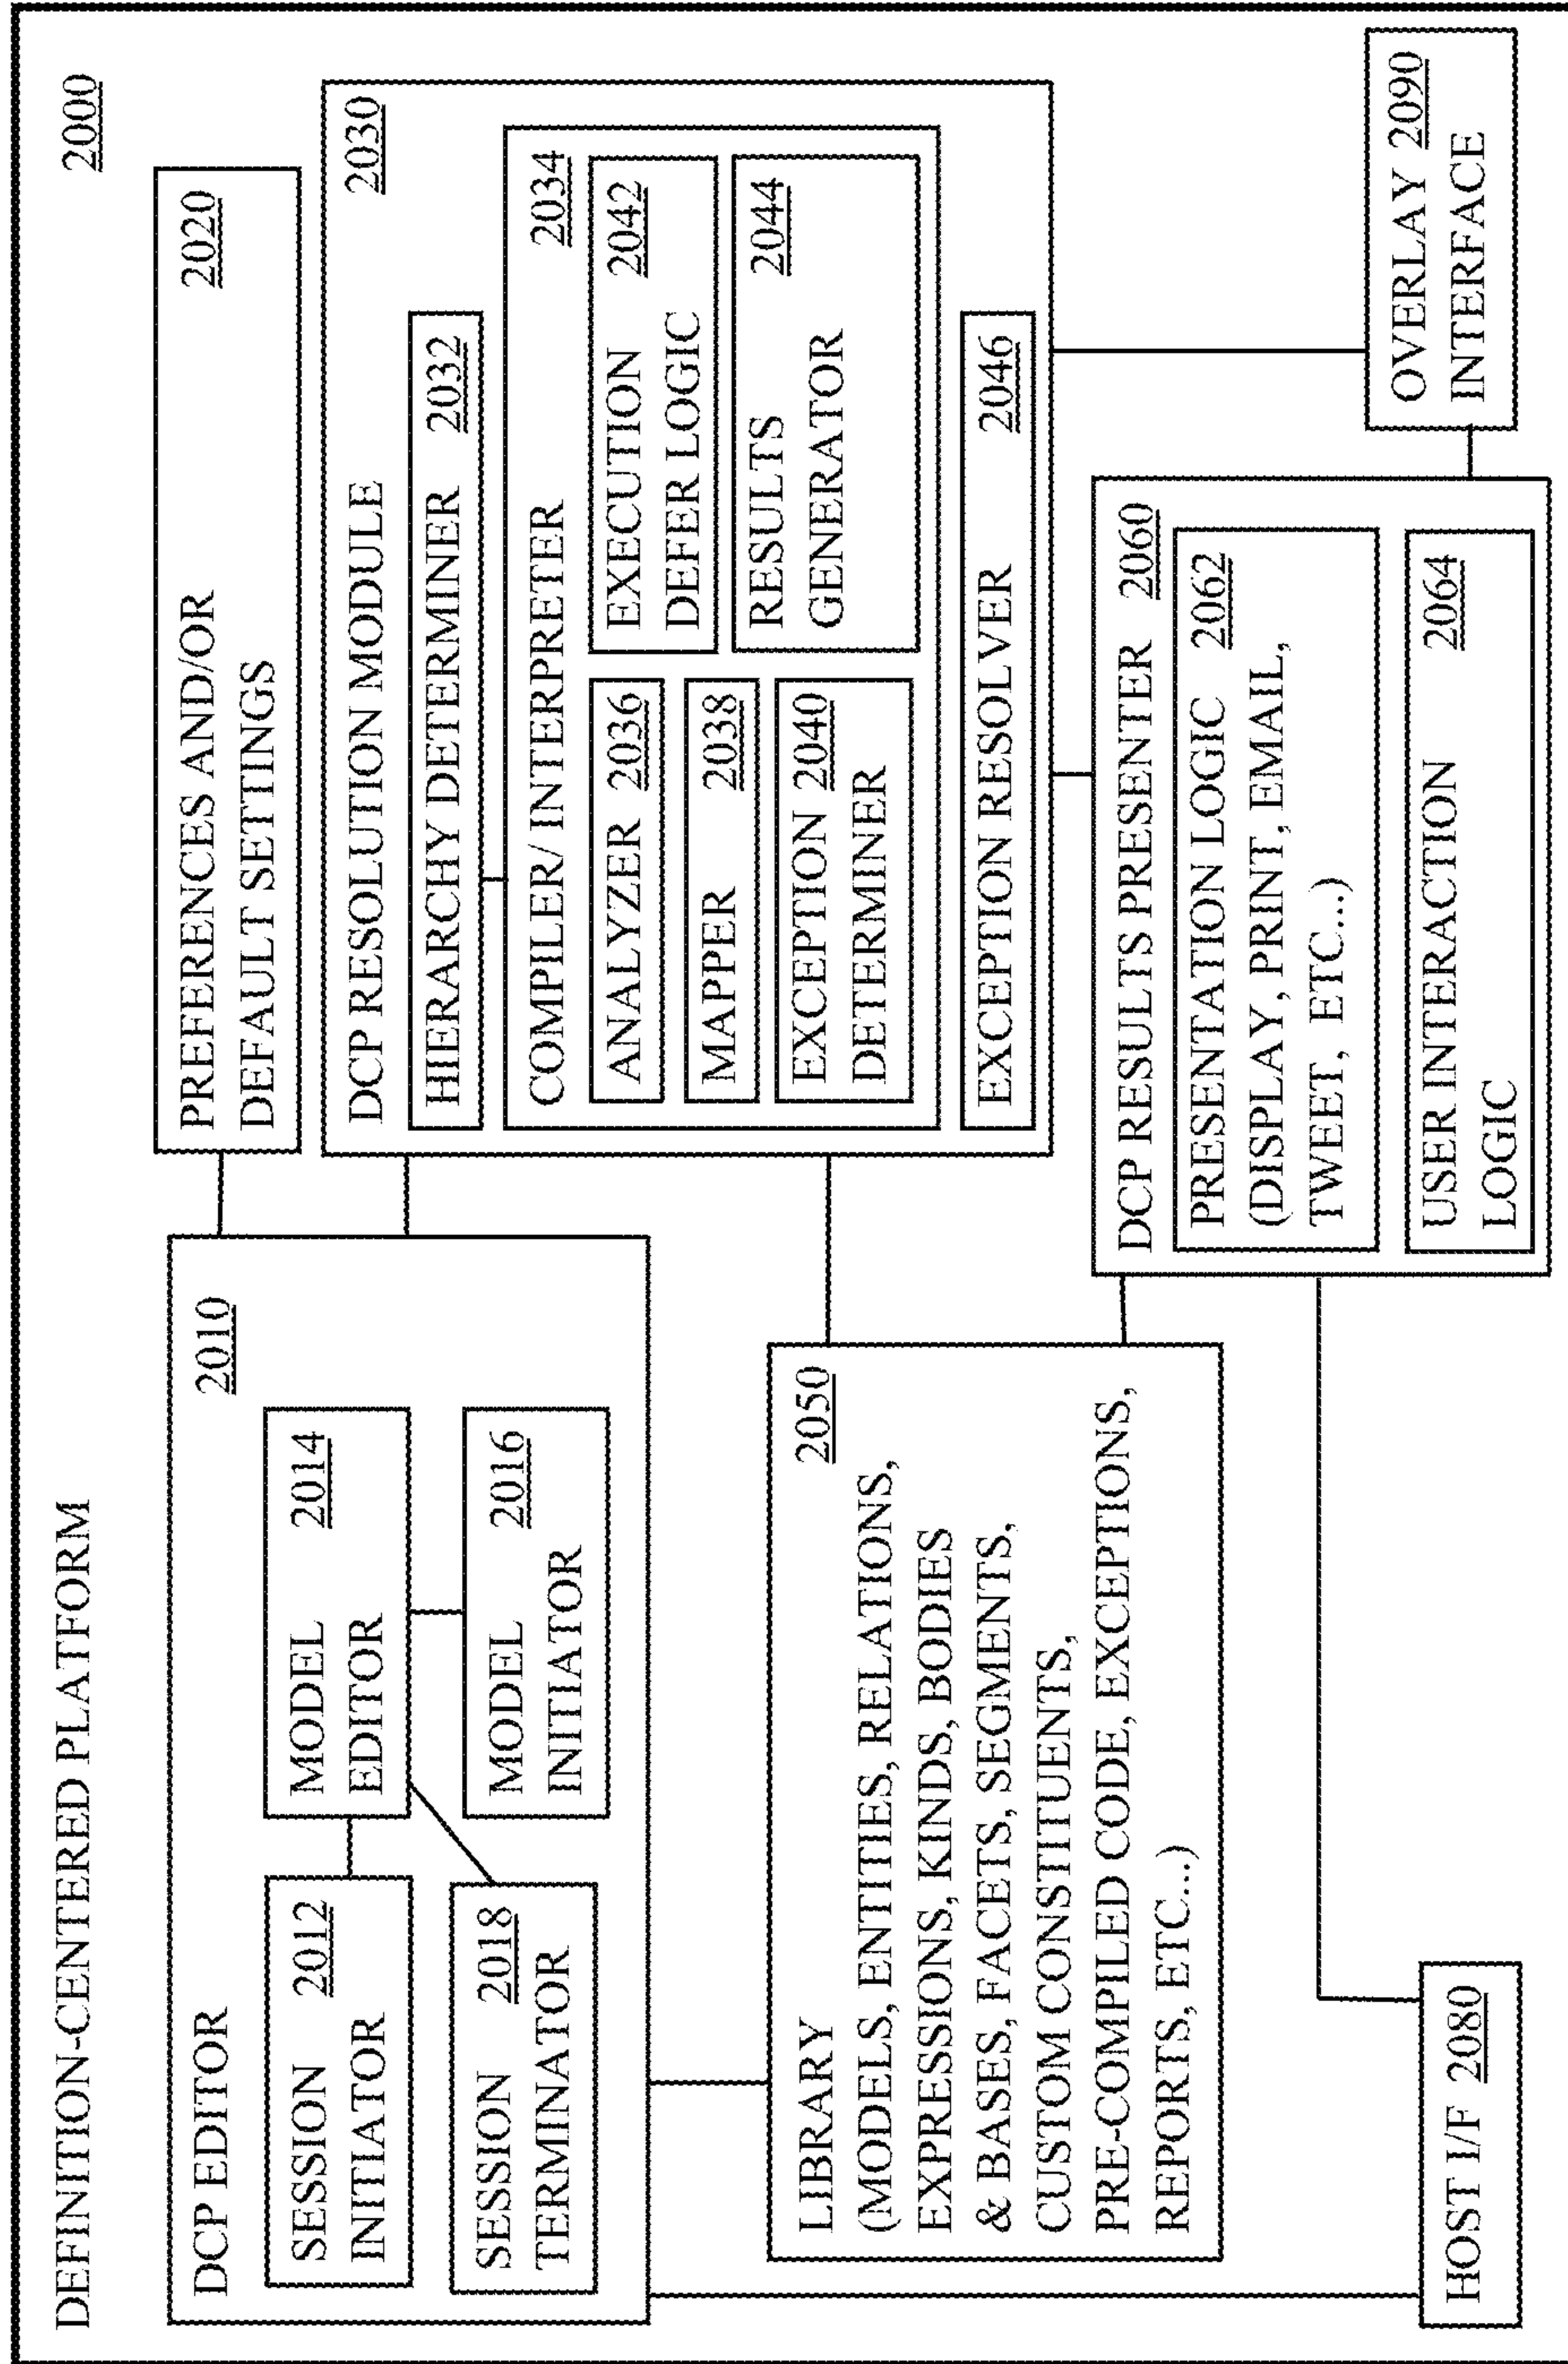 DEFINITION-CENTERED PLATFORM
2000
DCP EDITOR
2010
SESSION 2012
INITIATOR
MODEL 2014
EDITOR
SESSION 2018
TERMINATOR
MODEL 2016
INITIATOR
PREFERENCES AND/OR 2020
DEFAULT SETTINGS
DCP RESOLUTION MODULE 2030
HIERARCHY DETERMINER 2032
COMPILER/ INTERPRETER 2034
ANALYZER 2036
MAPPER 2038
EXCEPTION 2040
DETERMINER
EXECUTION 2042
DEFER LOGIC
RESULTS 2044
GENERATOR
EXCEPTION RESOLVER 2046
LIBRARY 2050
(MODELS, ENTITIES, RELATIONS,
EXPRESSIONS, KINDS, BODIES
& BASES, FACETS, SEGMENTS,
CUSTOM CONSTITUENTS,
PRE-COMPILED CODE, EXCEPTIONS,
REPORTS, ETC...)
DCP RESULTS PRESENTER 2060
PRESENTATION LOGIC 2062
(DISPLAY, PRINT, EMAIL,
TWEET, ETC...)
USER INTERACTION 2064
LOGIC
HOST I/F 2080
OVERLAY 2090
INTERFACE